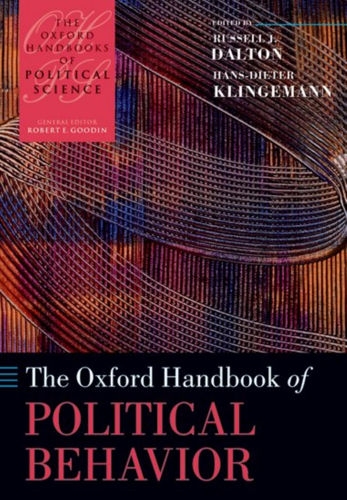 THE
OXFORD
HANDBOOKS
OF
POLITICAL
SCIENCE
GENERAL EDITOR
ROBERT E. GOODIN
EDITED BY
RUSSELL J.
DALTON
HANS-DIETER
KLINGEMANN
The Oxford Handbook of
POLITICAL
BEHAVIOR